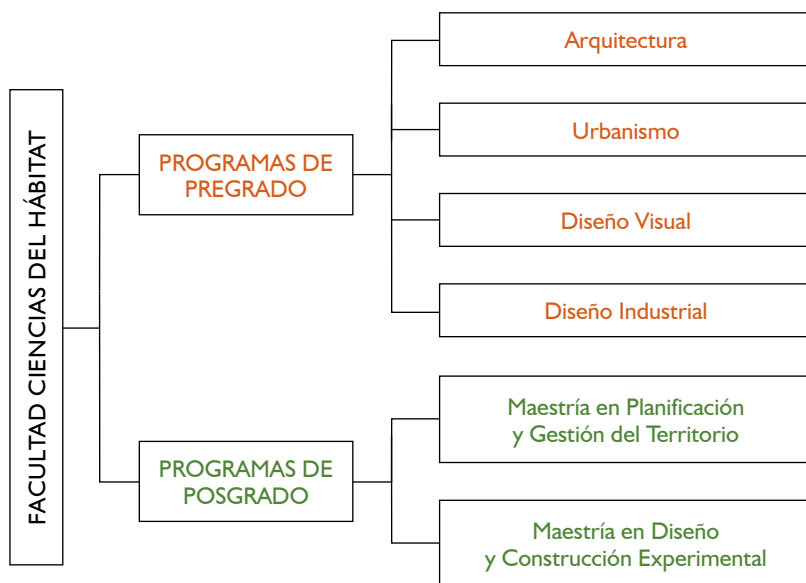 FACULTAD CIENCIAS DEL HÁBITAT
PROGRAMAS DE
PREGRADO
Arquitectura
Urbanismo
Diseño Visual
Diseño Industrial
PROGRAMAS DE
POSGRADO
Maestría en Planificación
y Gestión del Territorio
Maestría en Diseño
y Construcción Experimental